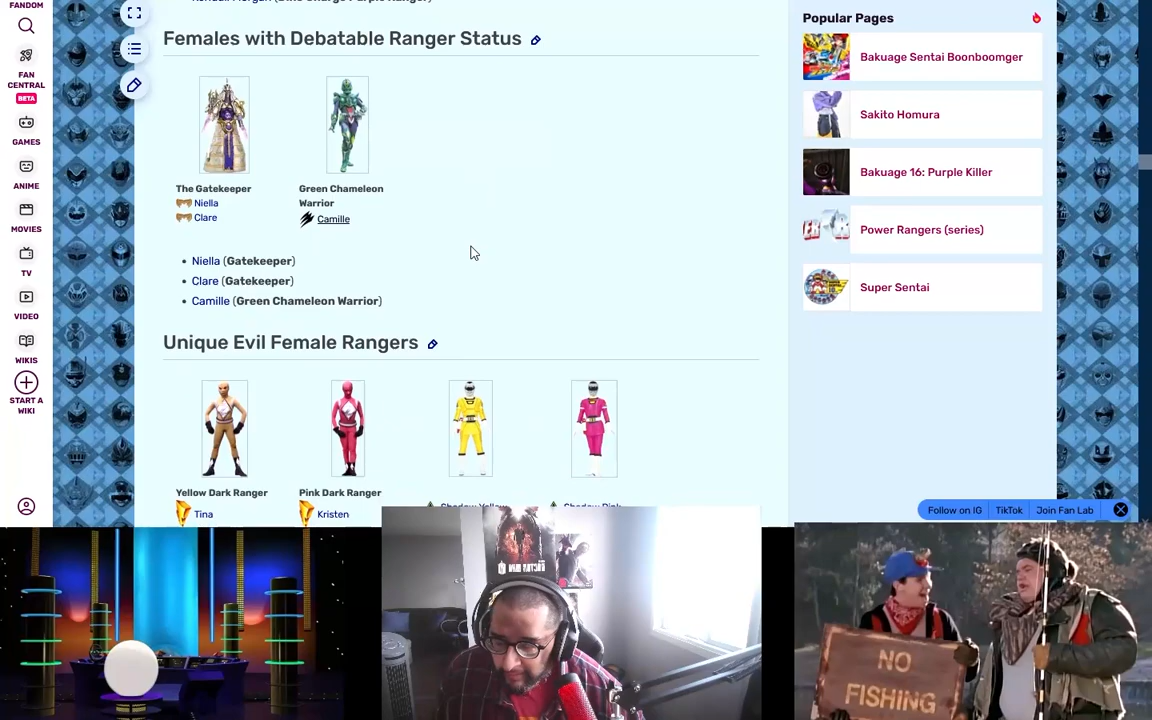 FANDOM
FAN
CENTRAL
BETA
GAMES
ANIME
MOVIES
TV
VIDEO
WIKIS
START A
WIKI
Females with Debatable Ranger Status
The Gatekeeper
Niella
Clare
Green Chameleon
Warrior
Camille
• Niella (Gatekeeper)
• Clare (Gatekeeper)
• Camille (Green Chameleon Warrior)
Unique Evil Female Rangers
Yellow Dark Ranger
Tina
Pink Dark Ranger
Kristen
Popular Pages
Bakuage Sentai Boonboomger
Sakito Homura
Bakuage 16: Purple Killer
Power Rangers (series)
Super Sentai
Follow on IG
TikTok
Join Fan Lab
NO
FISHING